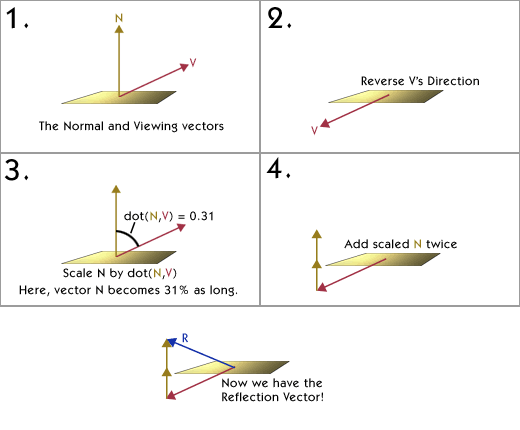 1.
N
V
The Normal and Viewing vectors
2.
Reverse V's Direction
V
3.
dot(N,V) = 0.31
Scale N by dot(N,V)
Here, vector N becomes 31% as long.
4.
Add scaled N twice
R
Now we have the
Reflection Vector!